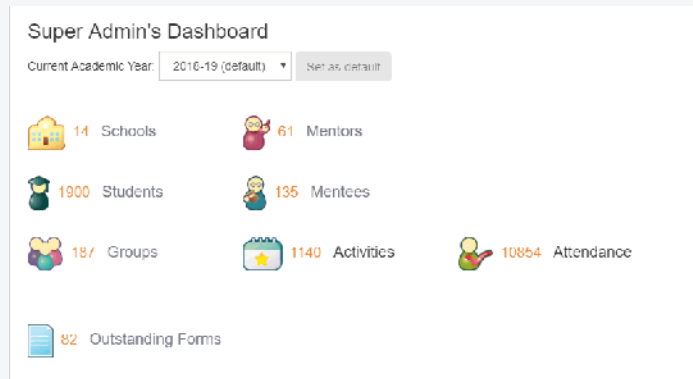 Super Admin's Dashboard
Current Academic Year: 2018-19 (default) Set as default
14 Schools 61 Mentors
1900 Students 135 Mentees
187 Groups 1140 Activities 10854 Attendance
82 Outstanding Forms